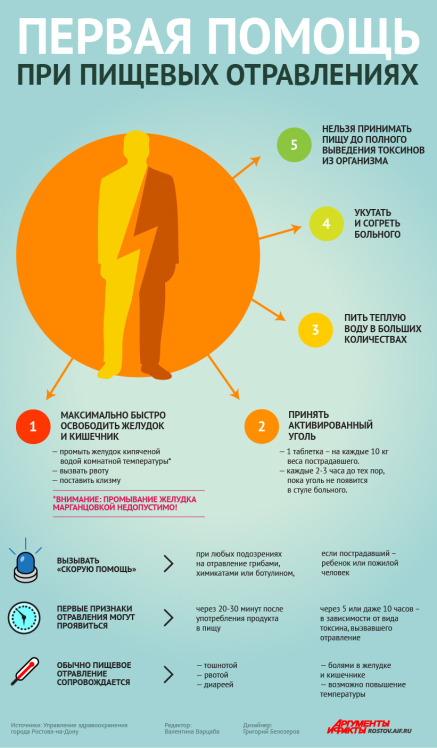 ПЕРВАЯ ПОМОЩЬ
ПРИ ПИЩЕВЫХ ОТРАВЛЕНИЯХ
5
НЕЛЬЗЯ ПРИНИМАТЬ
ПИЩУ ДО ПОЛНОГО
ВЫВЕДЕНИЯ ТОКСИНОВ
ИЗ ОРГАНИЗМА
4
УКУТАТЬ
И СОГРЕТЬ
БОЛЬНОГО
3
ПИТЬ ТЕПЛУЮ
ВОДУ В БОЛЬШИХ
КОЛИЧЕСТВАХ
1
МАКСИМАЛЬНО БЫСТРО
ОСВОБОДИТЬ ЖЕЛУДОК
И КИШЕЧНИК
— промыть желудок кипяченой
водой комнатной температуры*
— вызвать рвоту
— поставить клизму
*ВНИМАНИЕ: ПРОМЫВАНИЕ ЖЕЛУДКА
МАРГАНЦОВКОЙ НЕДОПУСТИМО!
2
ПРИНЯТЬ
АКТИВИРОВАННЫЙ
УГОЛЬ
— 1 таблетка – на каждые 10 кг
веса пострадавшего.
— каждые 2-3 часа до тех пор,
пока уголь не появится
в стуле больного.
ВЫЗЫВАТЬ
«СКОРУЮ ПОМОЩЬ»
при любых подозрениях
на отравление грибами,
химикатами или ботулином,
если пострадавший –
ребенок или пожилой
человек
ПЕРВЫЕ ПРИЗНАКИ
ОТРАВЛЕНИЯ МОГУТ
ПРОЯВИТЬСЯ
через 20-30 минут после
употребления продукта
в пищу
через 5 или даже 10 часов –
в зависимости от вида
токсина, вызвавшего
отравление
ОБЫЧНО ПИЩЕВОЕ
ОТРАВЛЕНИЕ
СОПРОВОЖДАЕТСЯ
— тошнотой
— рвотой
— диареей
— болями в желудке
и кишечнике
— возможно повышение
температуры
Источники: Управление здравоохранения
города Ростова-на-Дону
Редактор:
Валентина Варцаба
Дизайнер:
Григорий Белозеров
АРГУМЕНТЫ
И ФАКТЫ
ROSTOV.AIF.RU